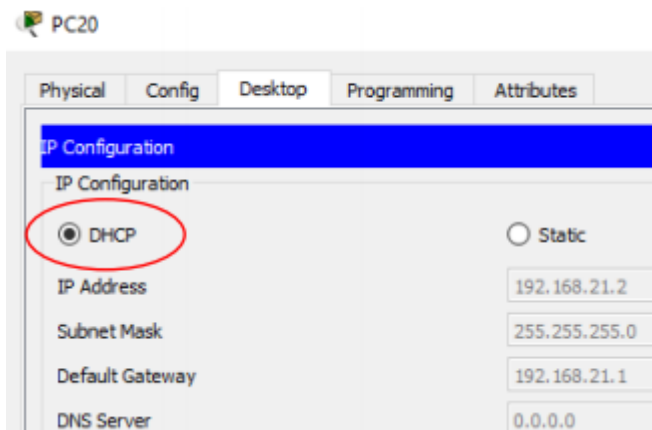 PC20
Physical Config Desktop Programming Attributes
IP Configuration
IP Configuration
DHCP Static
IP Address 192.168.21.2
Subnet Mask 255.255.255.0
Default Gateway 192.168.21.1
DNS Server 0.0.0.0